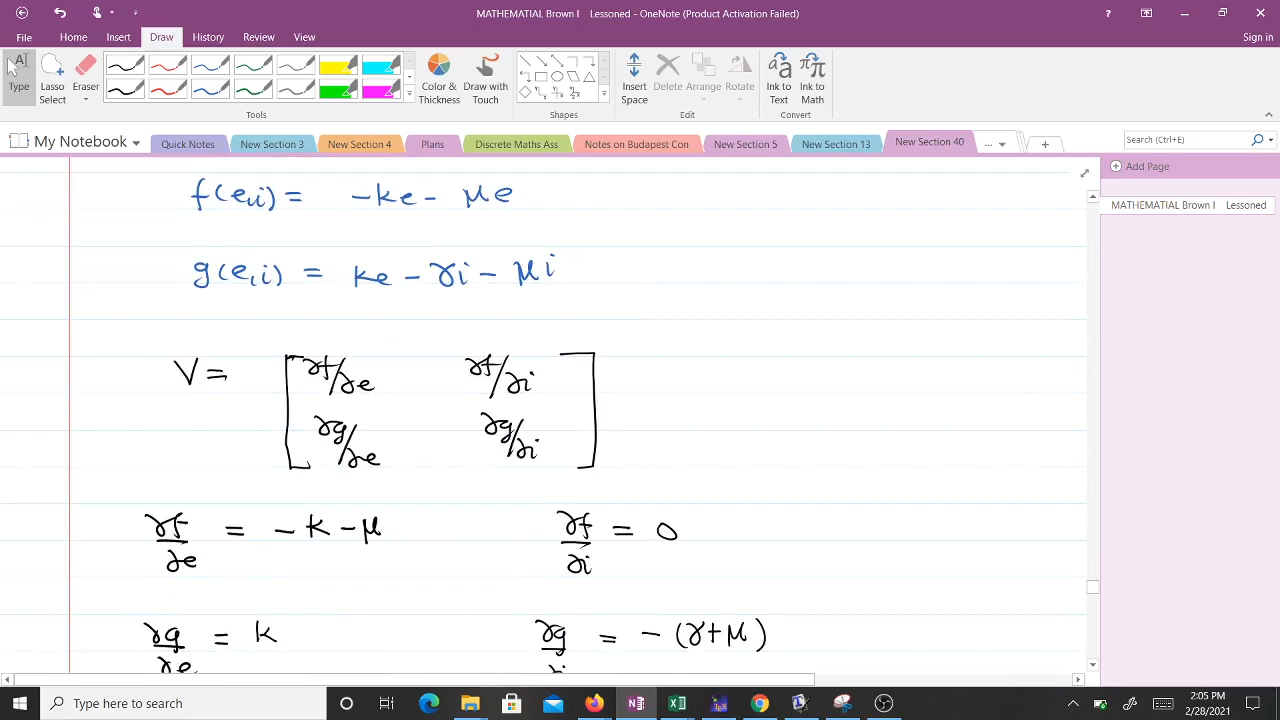 MATHEMATIAL Brown I Lessoned - OneNote (Product Activation Failed)
File Home Insert Draw History Review View Sign in
Type Lasso Select Eraser Color & Thickness Draw with Touch Insert Space Delete Arrange Rotate Ink to Text Ink to Math
Tools Shapes Edit Convert
My Notebook Quick Notes New Section 3 New Section 4 Plans Discrete Maths Ass Notes on Budapest Con New Section 5 New Section 13 New Section 40 ... Search (Ctrl+E)
Add Page
MATHEMATIAL Brown I Lessoned
f(e,i) = -ke - μe
g(e,i) = ke - γi - μi
V = [ ∂f/∂e ∂f/∂i
∂g/∂e ∂g/∂i ]
∂f/∂e = -k - μ ∂f/∂i = 0
∂g/∂e = k ∂g/∂i = -(γ+μ)
Type here to search
2:05 PM
2/28/2021